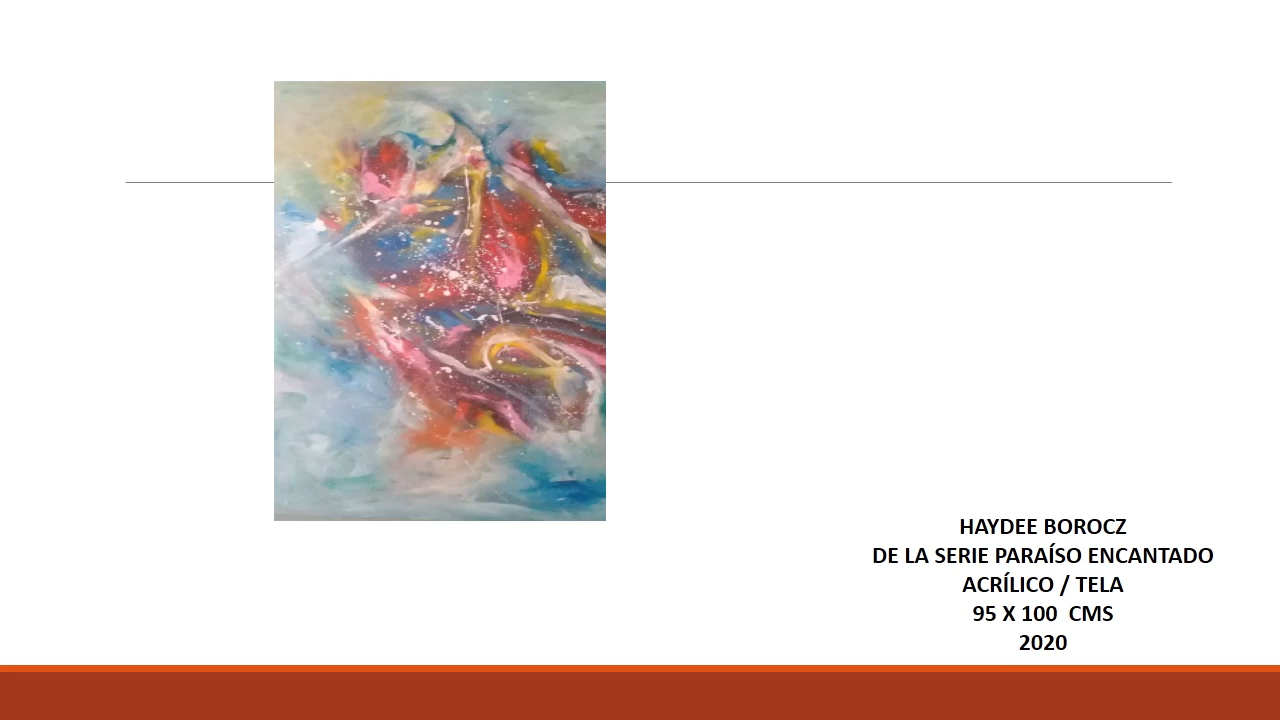 HAYDEE BOROCZ
DE LA SERIE PARAÍSO ENCANTADO
ACRÍLICO / TELA
95 X 100  CMS
2020